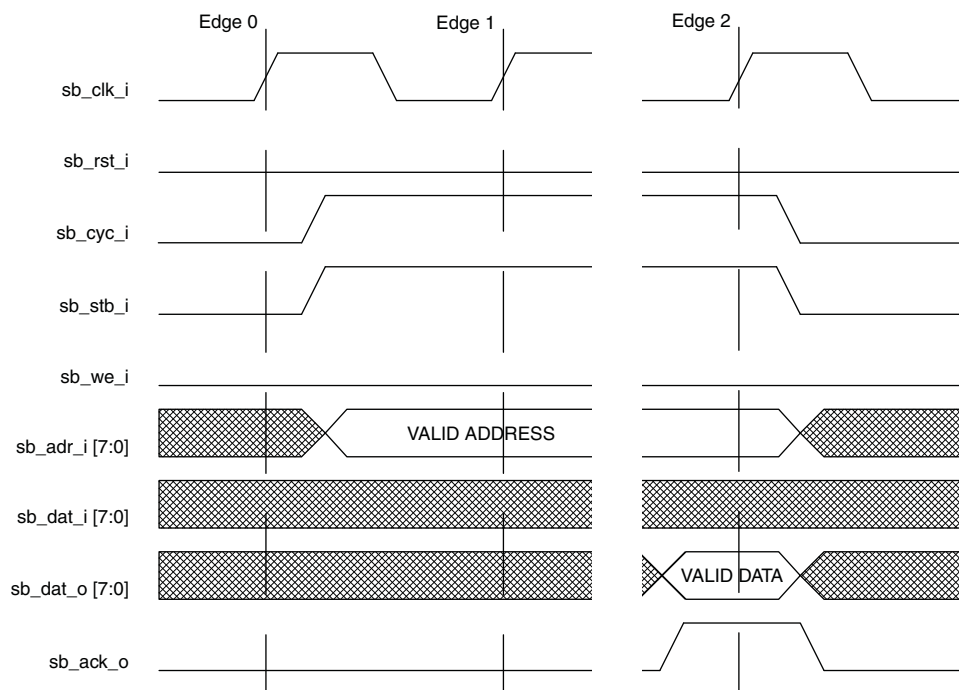 Edge 0 Edge 1 Edge 2
sb_clk_i
sb_rst_i
sb_cyc_i
sb_stb_i
sb_we_i
sb_adr_i [7:0] VALID ADDRESS
sb_dat_i [7:0]
sb_dat_o [7:0] VALID DATA
sb_ack_o